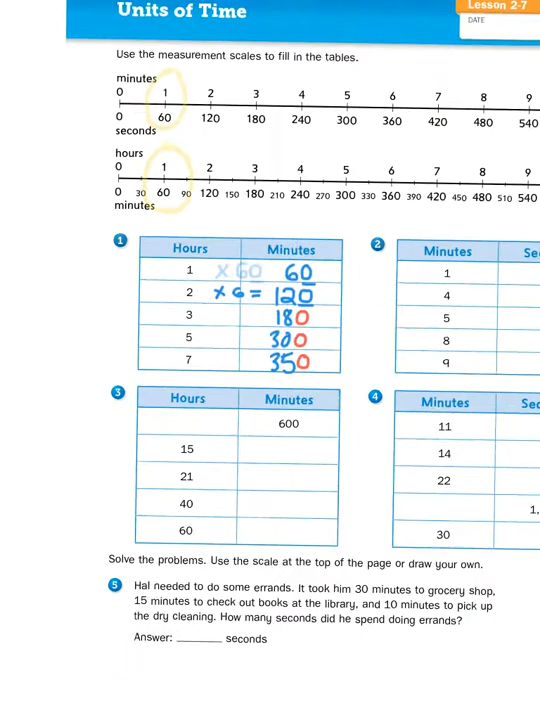 Units of Time
Lesson 2-7
DATE
Use the measurement scales to fill in the tables.
minutes
0 1 2 3 4 5 6 7 8 9
0 60 120 180 240 300 360 420 480 540
seconds
hours
0 1 2 3 4 5 6 7 8 9
0 30 60 90 120 150 180 210 240 270 300 330 360 390 420 450 480 510 540
minutes
1
Hours Minutes
1 x 60 60
2 x 6 = 120
3 180
5 300
7 350
2
Minutes Sec
1
4
5
8
9
3
Hours Minutes
600
15
21
40
60
4
Minutes Sec
11
14
22
1,
30
Solve the problems. Use the scale at the top of the page or draw your own.
5 Hal needed to do some errands. It took him 30 minutes to grocery shop,
15 minutes to check out books at the library, and 10 minutes to pick up
the dry cleaning. How many seconds did he spend doing errands?
Answer: ________ seconds